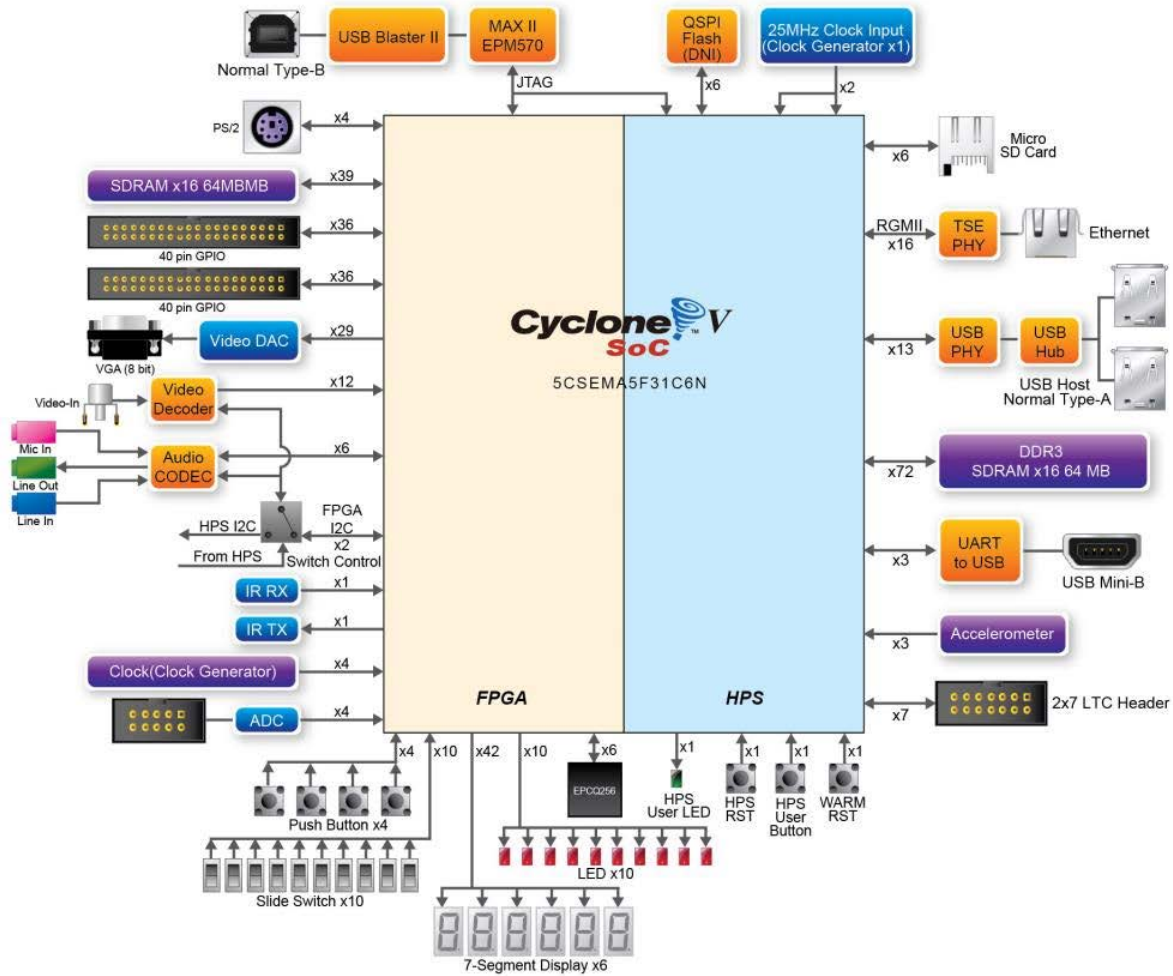 Normal Type-B
USB Blaster II
MAX II
EPM570
QSPI
Flash
(DNI)
25MHz Clock Input
(Clock Generator x1)
JTAG
x6
x2
PS/2
x4
SDRAM x16 64MBMB
x39
x36
40 pin GPIO
x36
40 pin GPIO
VGA (8 bit)
Video DAC
x29
Video-In
Video
Decoder
x12
Mic In
Line Out
Line In
Audio
CODEC
x6
HPS I2C
From HPS
FPGA
I2C
x2
Switch Control
IR RX
x1
IR TX
x1
Clock(Clock Generator)
x4
ADC
x4
Cyclone V
TM
SoC
5CSEMA5F31C6N
FPGA
HPS
x6
Micro
SD Card
RGMII
x16
TSE
PHY
Ethernet
x13
USB
PHY
USB
Hub
USB Host
Normal Type-A
x72
DDR3
SDRAM x16 64 MB
x3
UART
to USB
USB Mini-B
x3
Accelerometer
x7
2x7 LTC Header
x4
x10
x42
x10
x6
x1
x1
x1
x1
Push Button x4
Slide Switch x10
7-Segment Display x6
LED x10
EPCQ256
HPS
User LED
HPS
RST
HPS
User
Button
WARM
RST